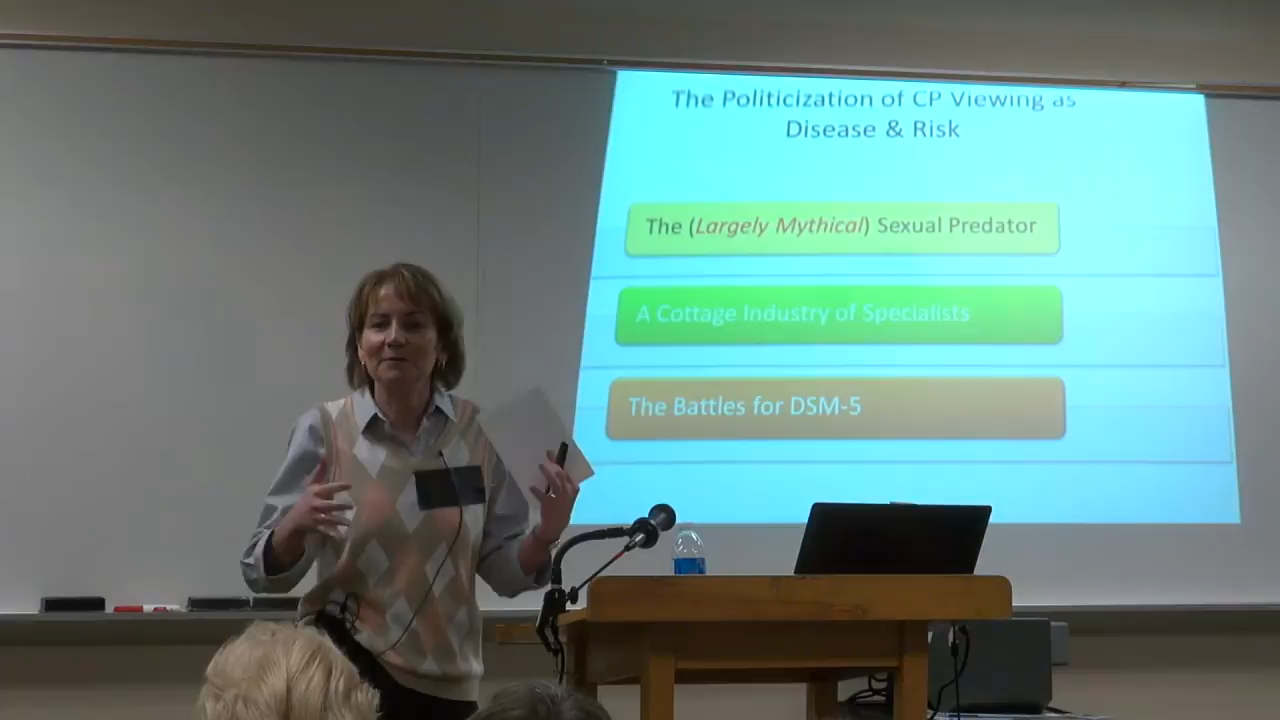 The Politicization of CP Viewing as
Disease & Risk
The (Largely Mythical) Sexual Predator
A Cottage Industry of Specialists
The Battles for DSM-5